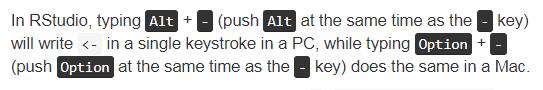 In RStudio, typing Alt + - (push Alt at the same time as the - key)
will write <- in a single keystroke in a PC, while typing Option + -
(push Option at the same time as the - key) does the same in a Mac.